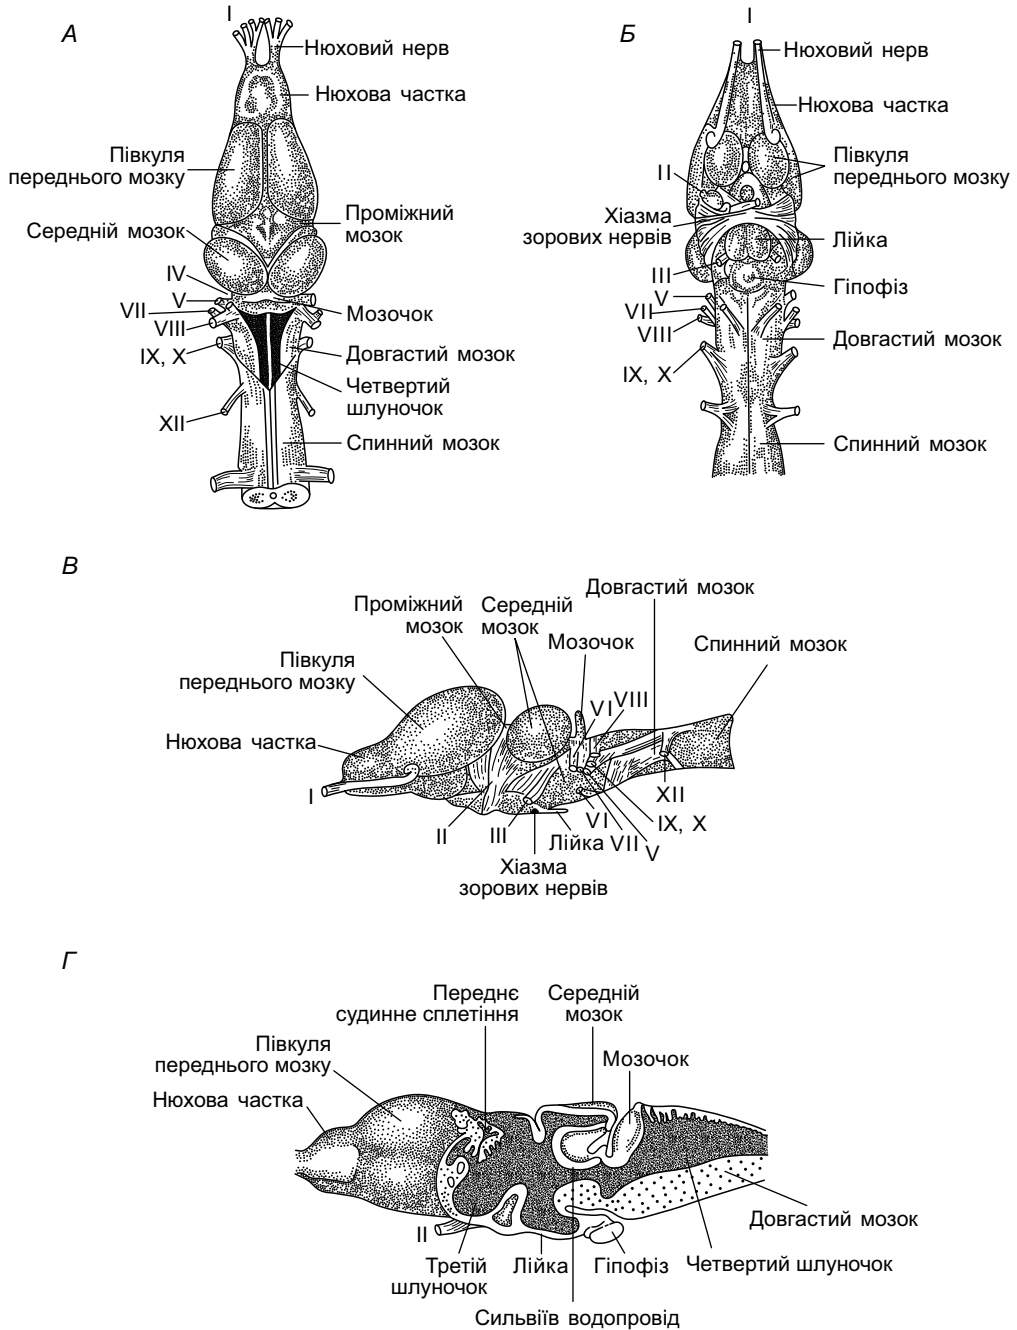 А
I
Нюховий нерв
Нюхова частка
Півкуля
переднього мозку
Проміжний
мозок
Середній мозок
IV
V
VII
VIII
Мозочок
IX, X
Довгастий мозок
Четвертий
шлуночок
XII
Спинний мозок
Б
I
Нюховий нерв
Нюхова частка
Півкуля
переднього мозку
II
Хіазма
зорових нервів
Лійка
III
Гіпофіз
V
VII
VIII
Довгастий мозок
IX, X
Спинний мозок
В
Довгастий мозок
Проміжний
мозок
Середній
мозок
Мозочок
Спинний мозок
Півкуля
переднього мозку
VI
VIII
Нюхова частка
I
XII
II
III
Лійка
VI
VII
V
IX, X
Хіазма
зорових нервів
Г
Переднє
судинне сплетіння
Середній
мозок
Півкуля
переднього мозку
Мозочок
Нюхова частка
Довгастий мозок
II
Третій
шлуночок
Лійка
Гіпофіз
Четвертий шлуночок
Сильвіїв водопровід